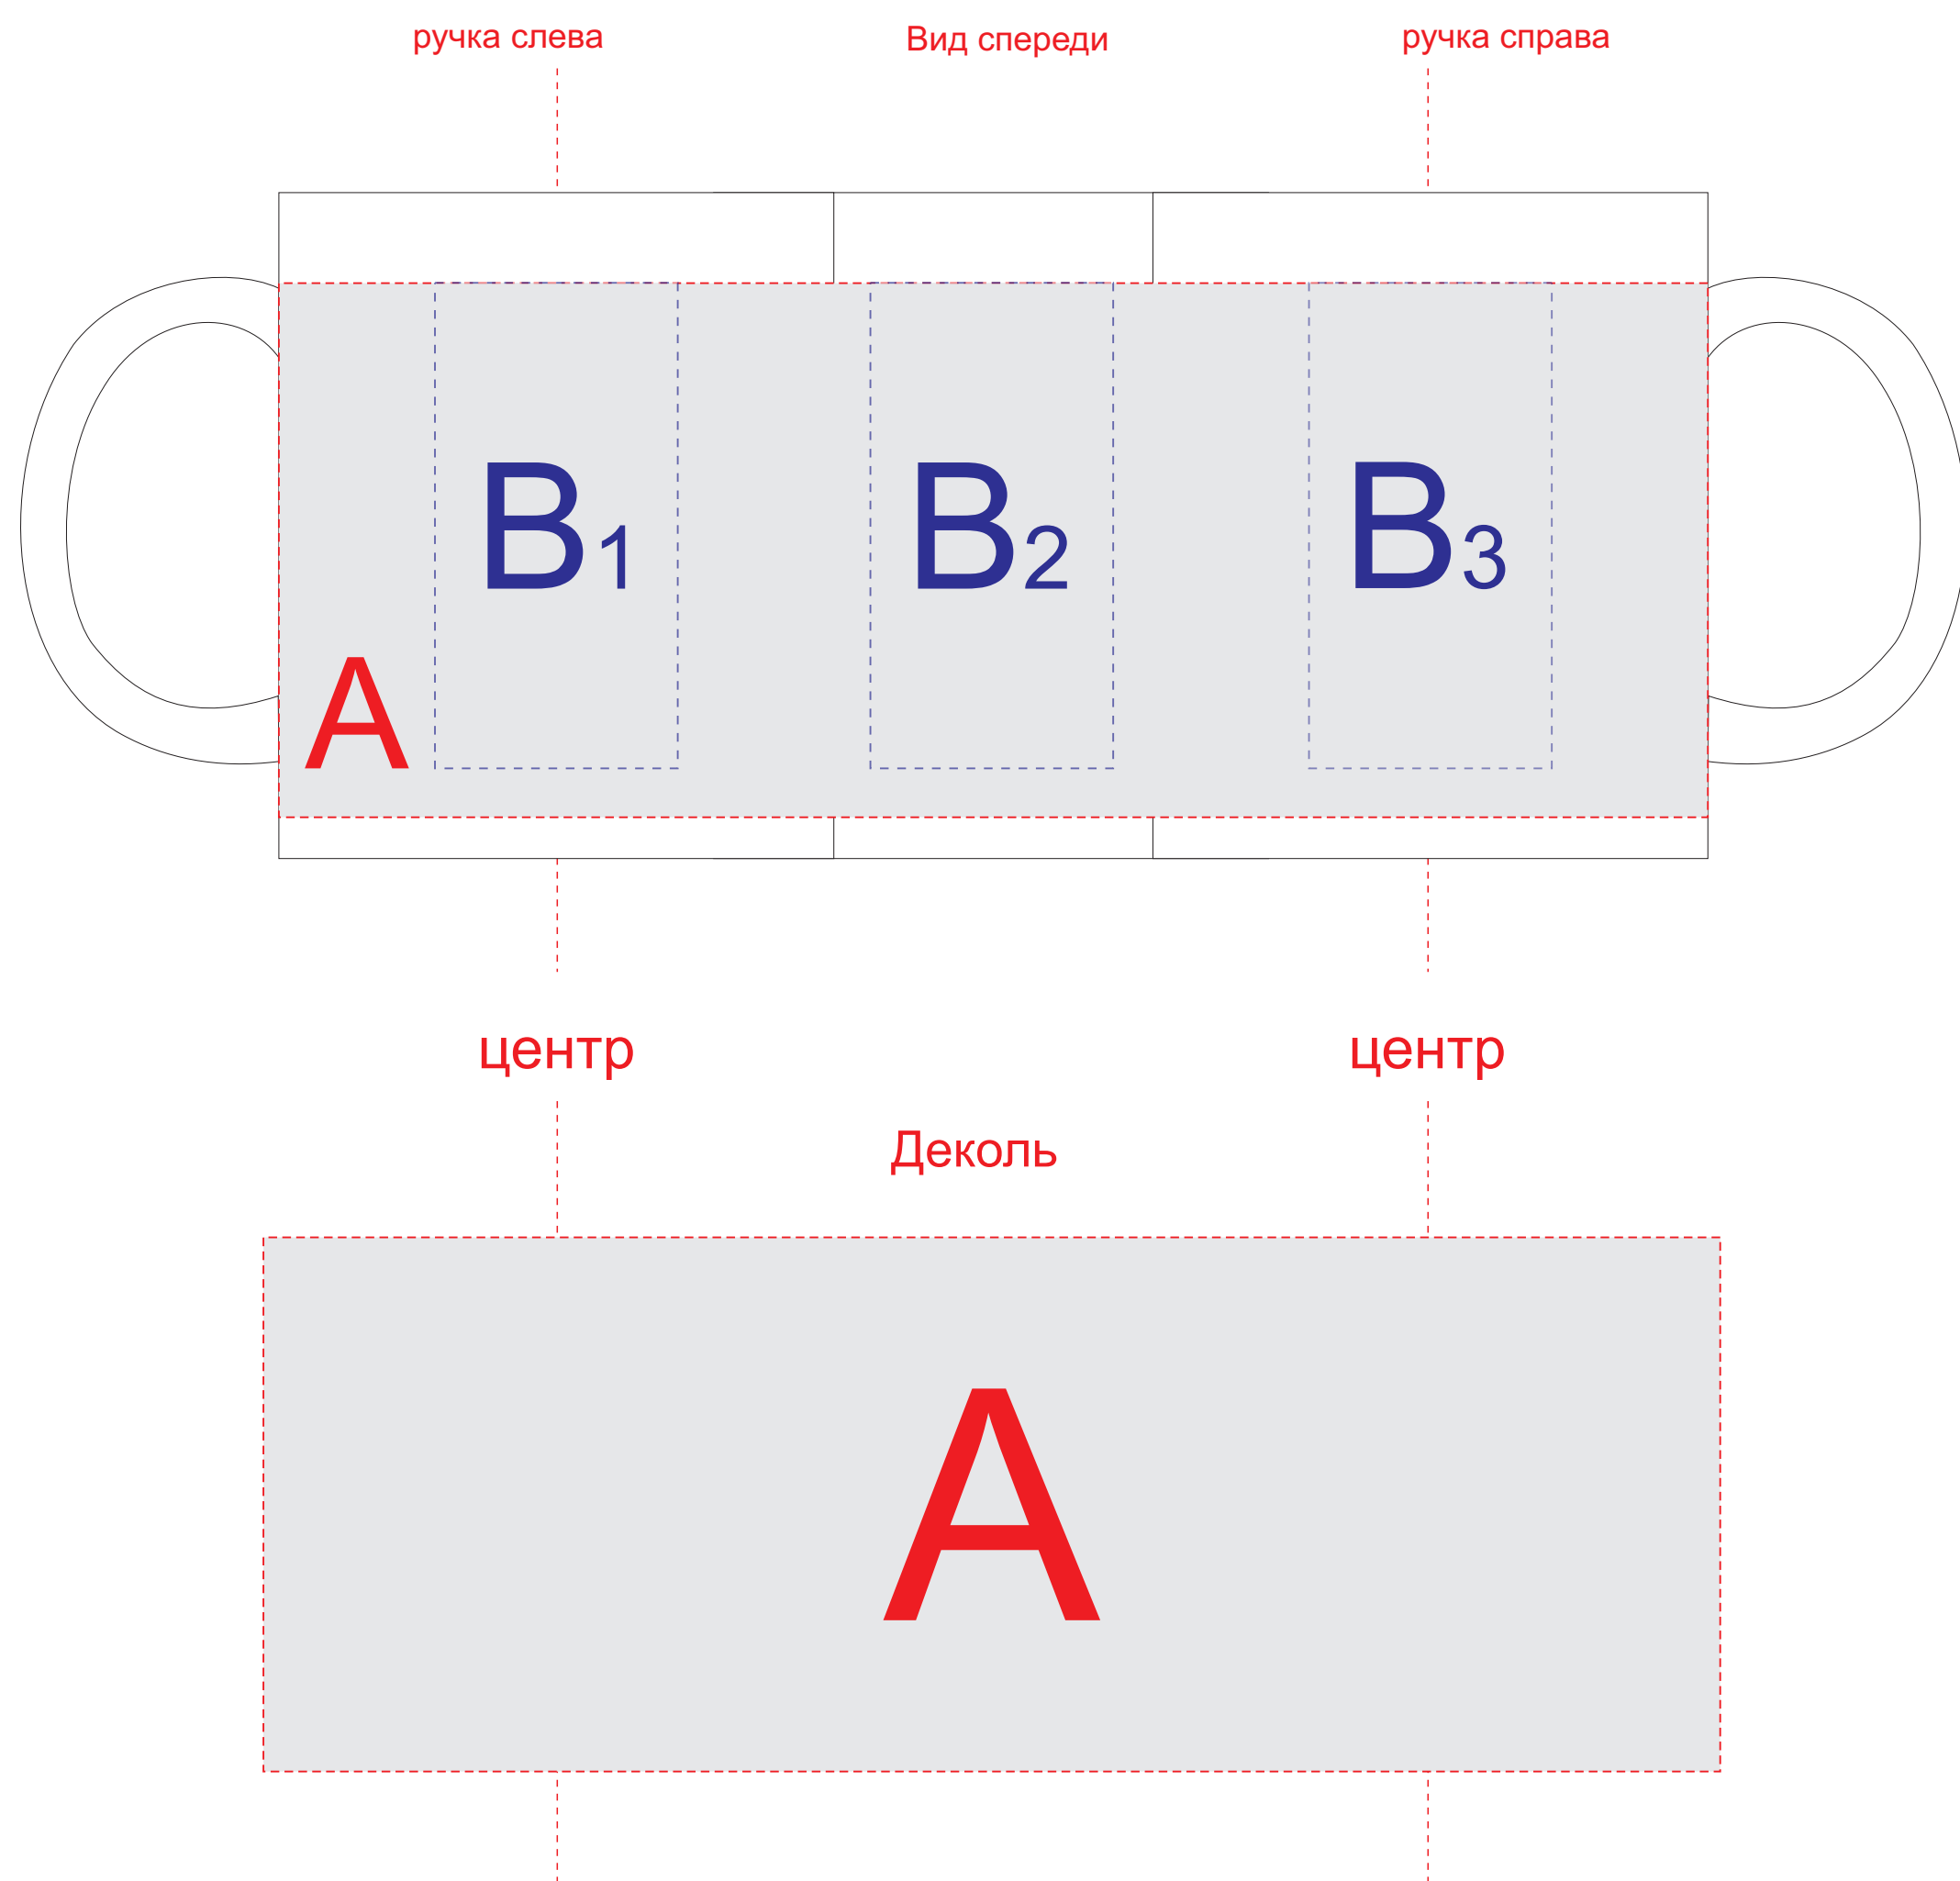 ручка слева
Вид спереди
ручка справа
B1
B2
B3
A
центр
центр
Деколь
A